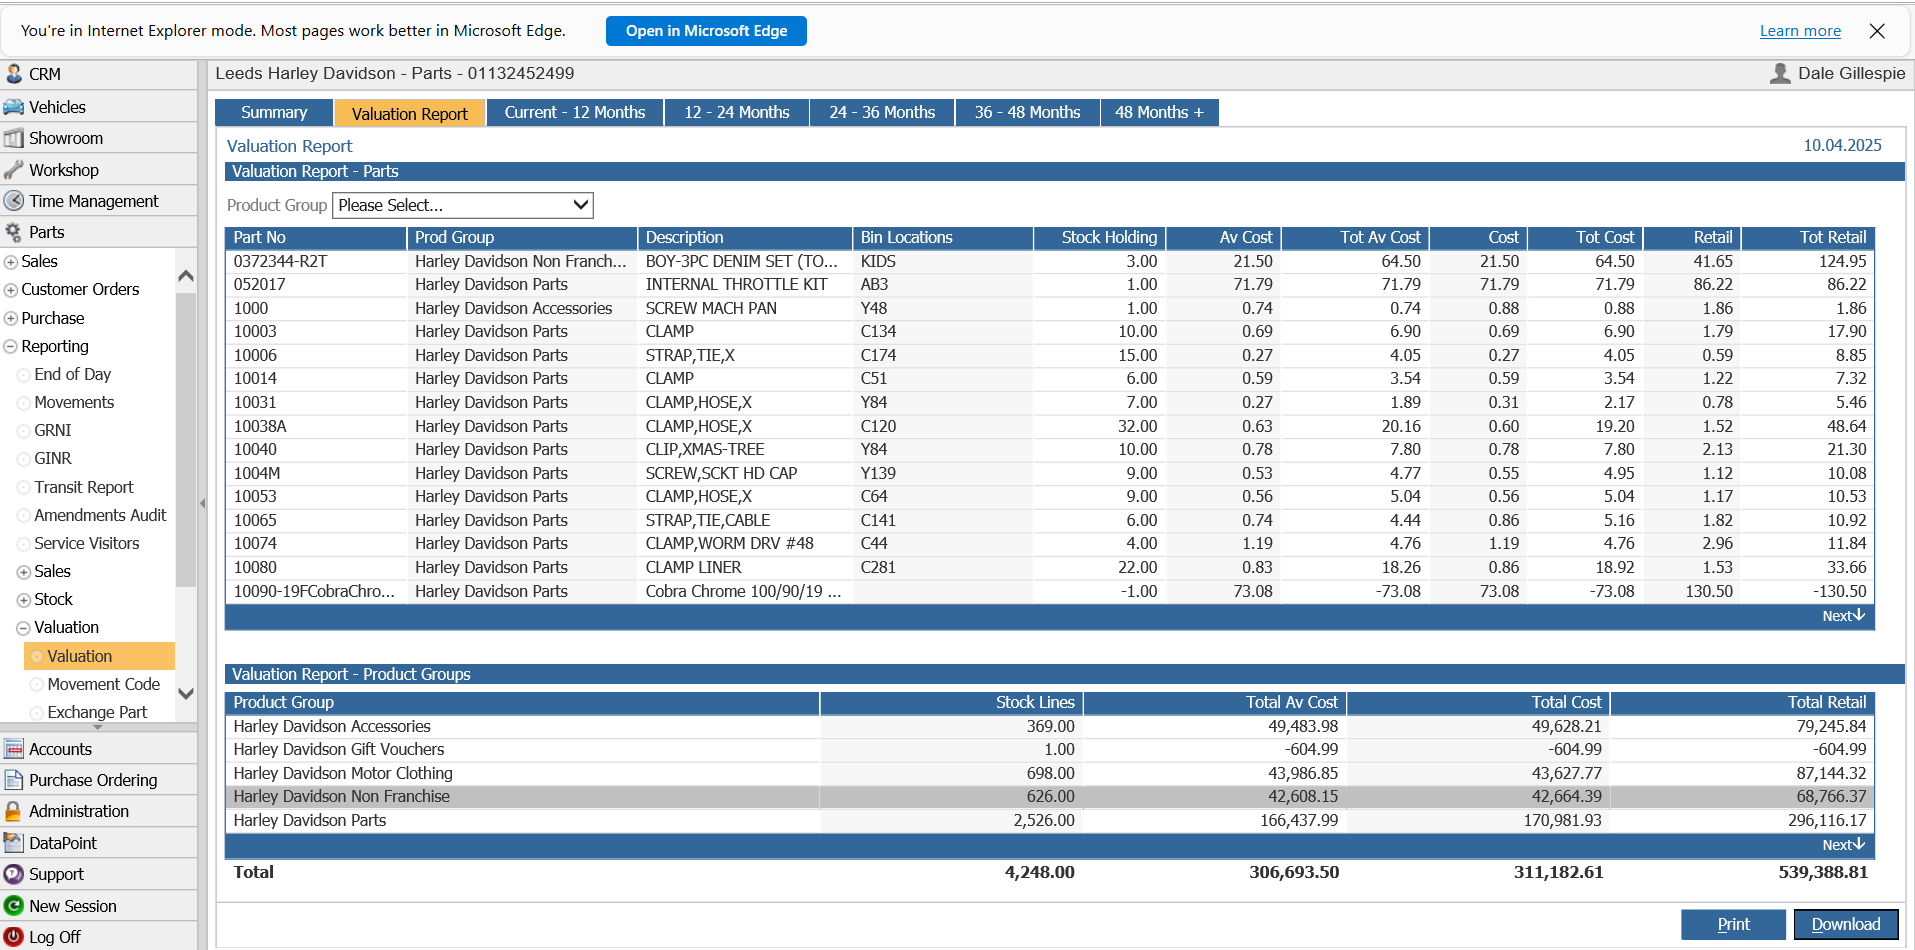 You're in Internet Explorer mode. Most pages work better in Microsoft Edge. Open in Microsoft Edge Learn more
CRM
Vehicles
Showroom
Workshop
Time Management
Parts
Sales
Customer Orders
Purchase
Reporting
End of Day
Movements
GRNI
GINR
Transit Report
Amendments Audit
Service Visitors
Sales
Stock
Valuation
Valuation
Movement Code
Exchange Part
Accounts
Purchase Ordering
Administration
DataPoint
Support
New Session
Log Off
Leeds Harley Davidson - Parts - 01132452499 Dale Gillespie
Summary Valuation Report Current - 12 Months 12 - 24 Months 24 - 36 Months 36 - 48 Months 48 Months +
Valuation Report 10.04.2025
Valuation Report - Parts
Product Group Please Select...
Part No Prod Group Description Bin Locations Stock Holding Av Cost Tot Av Cost Cost Tot Cost Retail Tot Retail
0372344-R2T Harley Davidson Non Franch... BOY-3PC DENIM SET (TO... KIDS 3.00 21.50 64.50 21.50 64.50 41.65 124.95
052017 Harley Davidson Parts INTERNAL THROTTLE KIT AB3 1.00 71.79 71.79 71.79 71.79 86.22 86.22
1000 Harley Davidson Accessories SCREW MACH PAN Y48 1.00 0.74 0.74 0.88 0.88 1.86 1.86
10003 Harley Davidson Parts CLAMP C134 10.00 0.69 6.90 0.69 6.90 1.79 17.90
10006 Harley Davidson Parts STRAP,TIE,X C174 15.00 0.27 4.05 0.27 4.05 0.59 8.85
10014 Harley Davidson Parts CLAMP C51 6.00 0.59 3.54 0.59 3.54 1.22 7.32
10031 Harley Davidson Parts CLAMP,HOSE,X Y84 7.00 0.27 1.89 0.31 2.17 0.78 5.46
10038A Harley Davidson Parts CLAMP,HOSE,X C120 32.00 0.63 20.16 0.60 19.20 1.52 48.64
10040 Harley Davidson Parts CLIP,XMAS-TREE Y84 10.00 0.78 7.80 0.78 7.80 2.13 21.30
1004M Harley Davidson Parts SCREW,SCKT HD CAP Y139 9.00 0.53 4.77 0.55 4.95 1.12 10.08
10053 Harley Davidson Parts CLAMP,HOSE,X C64 9.00 0.56 5.04 0.56 5.04 1.17 10.53
10065 Harley Davidson Parts STRAP,TIE,CABLE C141 6.00 0.74 4.44 0.86 5.16 1.82 10.92
10074 Harley Davidson Parts CLAMP,WORM DRV #48 C44 4.00 1.19 4.76 1.19 4.76 2.96 11.84
10080 Harley Davidson Parts CLAMP LINER C281 22.00 0.83 18.26 0.86 18.92 1.53 33.66
10090-19FCobraChro... Harley Davidson Parts Cobra Chrome 100/90/19 ... -1.00 73.08 -73.08 73.08 -73.08 130.50 -130.50
Next
Valuation Report - Product Groups
Product Group Stock Lines Total Av Cost Total Cost Total Retail
Harley Davidson Accessories 369.00 49,483.98 49,628.21 79,245.84
Harley Davidson Gift Vouchers 1.00 -604.99 -604.99 -604.99
Harley Davidson Motor Clothing 698.00 43,986.85 43,627.77 87,144.32
Harley Davidson Non Franchise 626.00 42,608.15 42,664.39 68,766.37
Harley Davidson Parts 2,526.00 166,437.99 170,981.93 296,116.17
Next
Total 4,248.00 306,693.50 311,182.61 539,388.81
Print Download